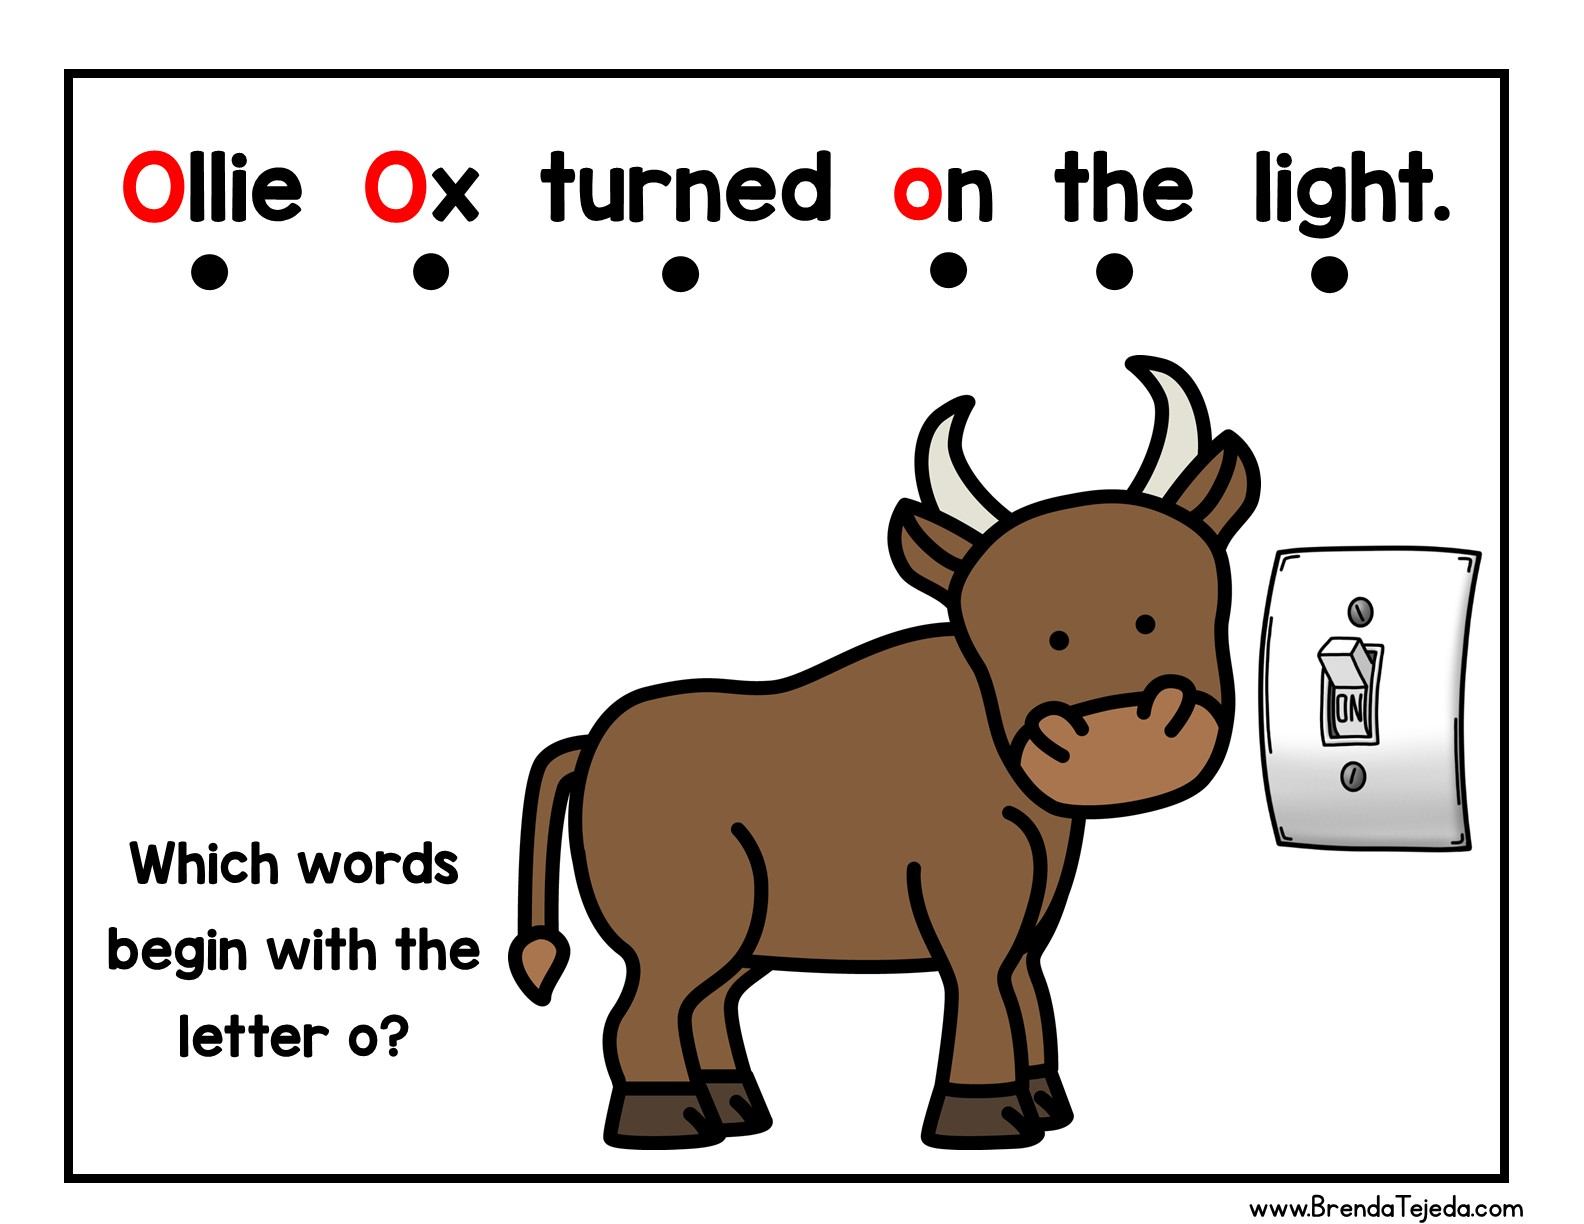 Ollie Ox turned on the light.
ON
Which words
begin with the
letter o?
www.BrendaTejeda.com